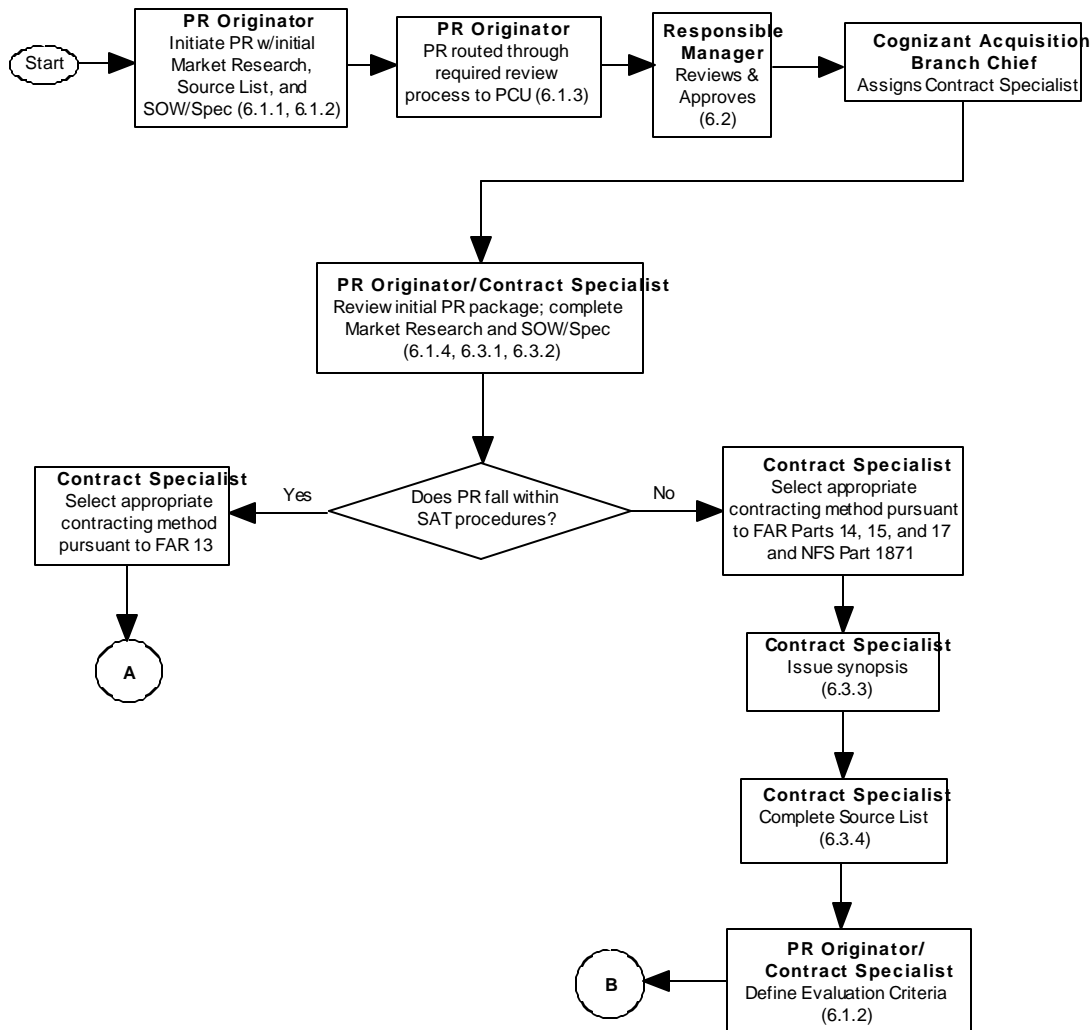 Start
PR Originator
Initiate PR w/initial
Market Research,
Source List, and
SOW/Spec (6.1.1, 6.1.2)
PR Originator
PR routed through
required review
process to PCU (6.1.3)
Responsible
Manager
Reviews &
Approves
(6.2)
Cognizant Acquisition
Branch Chief
Assigns Contract Specialist
PR Originator/Contract Specialist
Review initial PR package; complete
Market Research and SOW/Spec
(6.1.4, 6.3.1, 6.3.2)
Does PR fall within
SAT procedures?
Yes
No
Contract Specialist
Select appropriate
contracting method
pursuant to FAR 13
A
Contract Specialist
Select appropriate
contracting method pursuant
to FAR Parts 14, 15, and 17
and NFS Part 1871
Contract Specialist
Issue synopsis
(6.3.3)
Contract Specialist
Complete Source List
(6.3.4)
PR Originator/
Contract Specialist
Define Evaluation Criteria
(6.1.2)
B